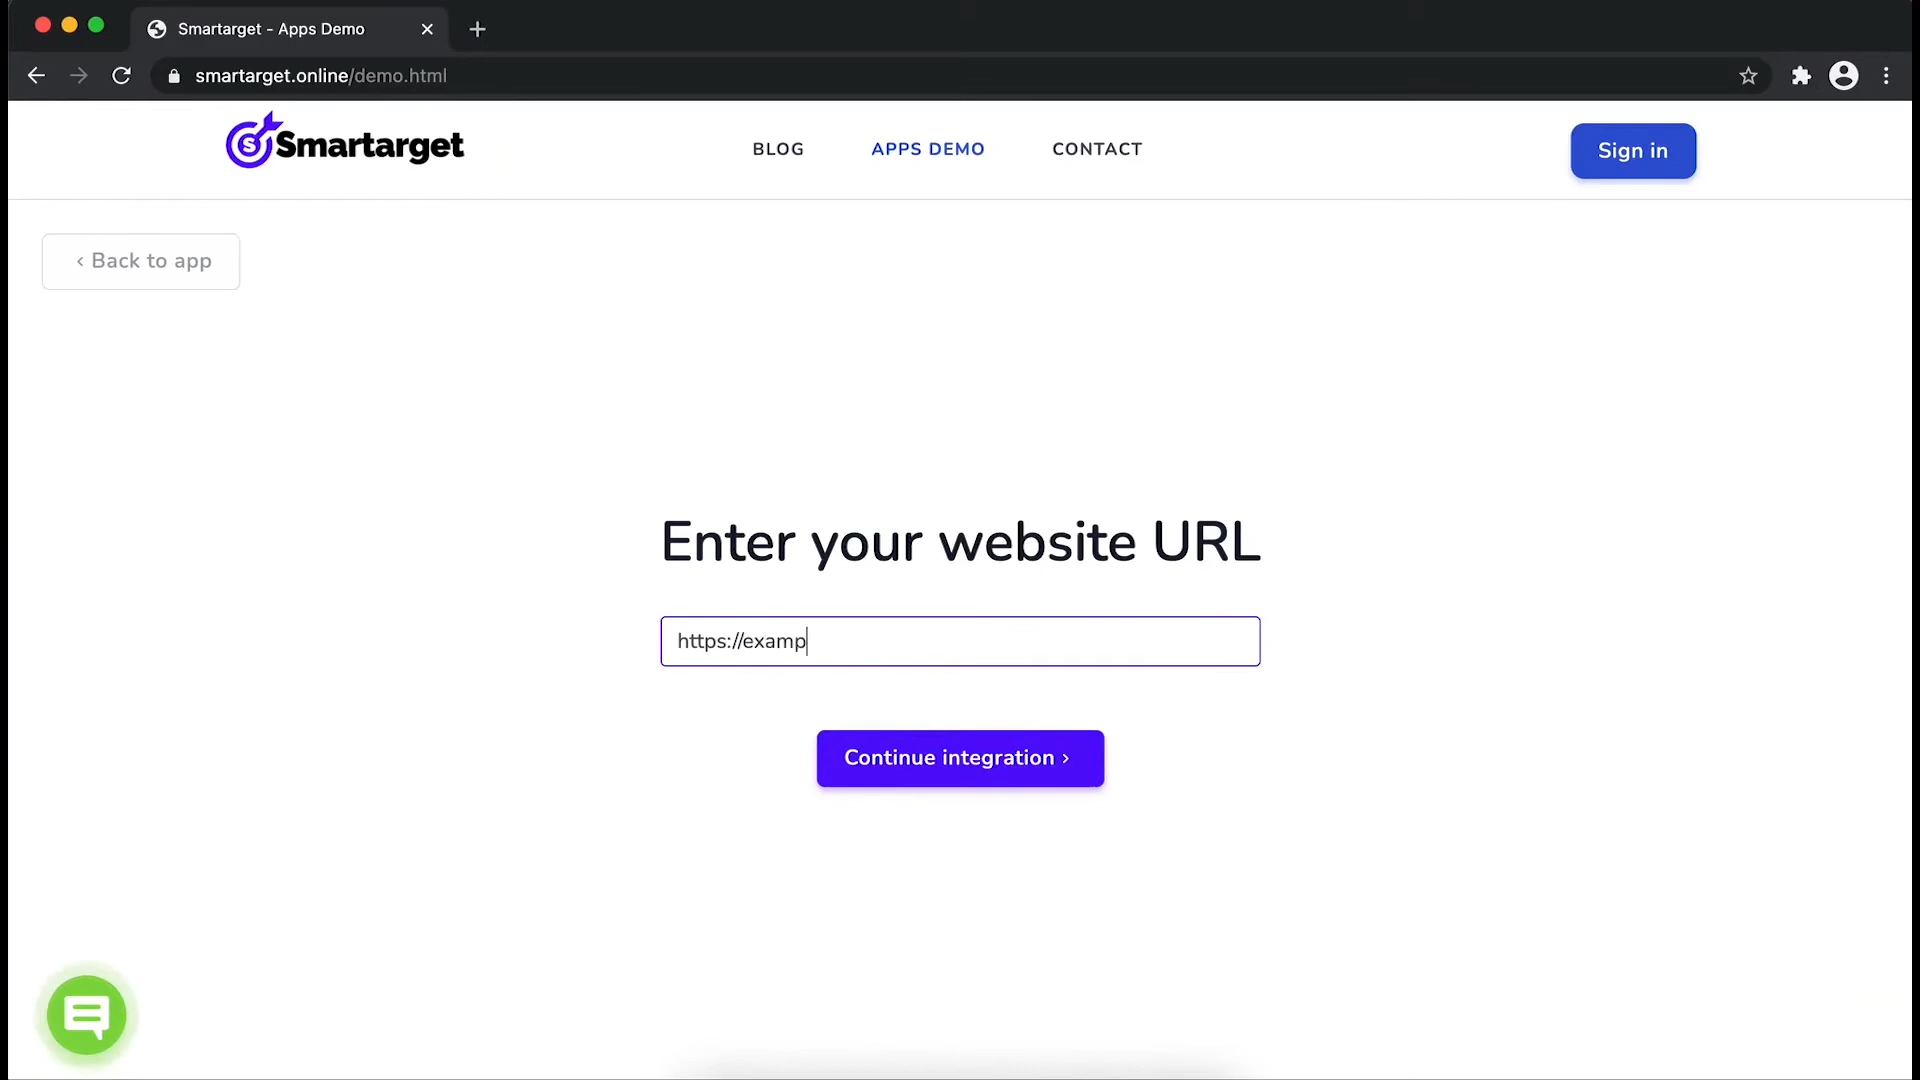 Smartarget - Apps Demo
smartarget.online/demo.html
Smartarget
BLOG
APPS DEMO
CONTACT
Sign in
‹ Back to app
Enter your website URL
https://examp
Continue integration ›